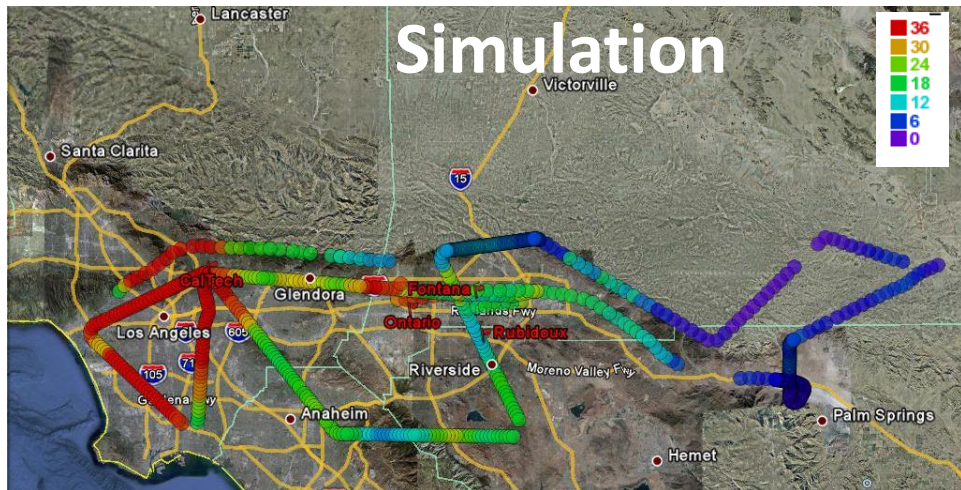 Simulation
Lancaster
Victorville
Santa Clarita
15
36
30
24
18
12
6
0
CalTech
Glendora
Fontana
Ontario
Rubidoux
Los Angeles
605
105
Riverside
Moreno Valley Fwy
Anaheim
Palm Springs
Hemet